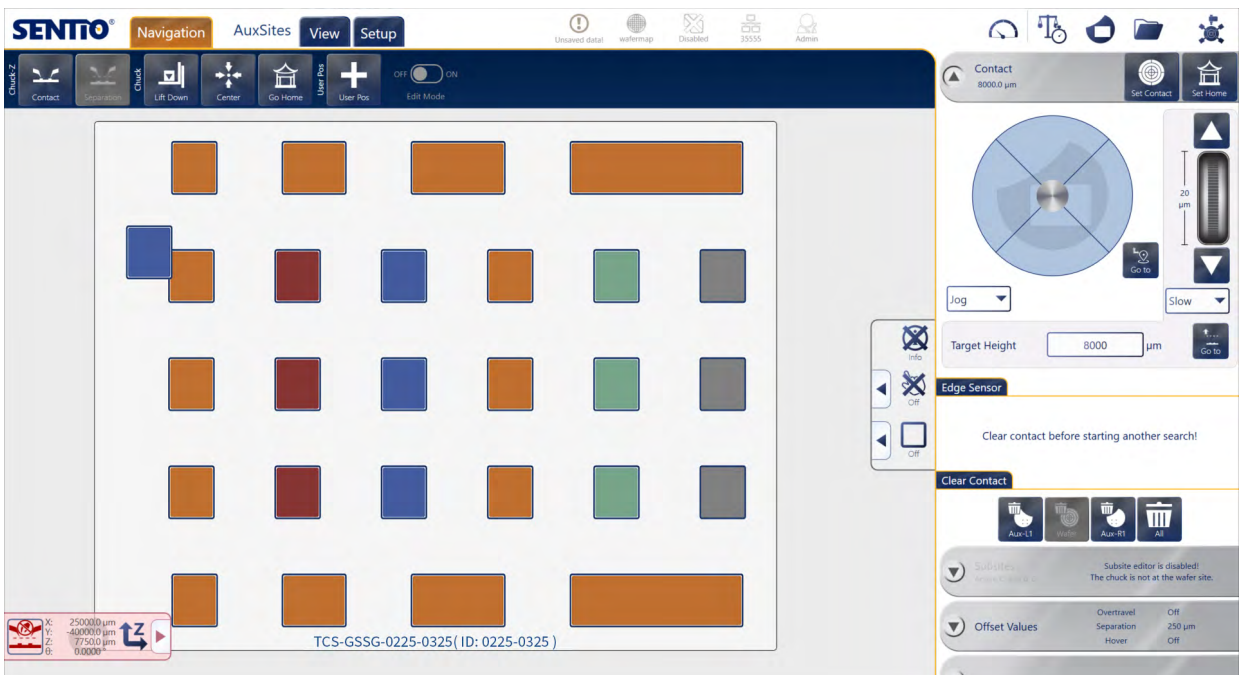 SENTIO®
Navigation
AuxSites
View
Setup
Unsaved data!
wafermap
Disabled
35555
Admin
Chuck-Z
Contact
Separation
Chuck
Lift Down
Center
Go Home
User Pos
User Pos
OFF
ON
Edit Mode
Contact
8000.0 µm
Set Contact
Set Home
20
µm
Go to
Jog
Slow
Target Height
8000
µm
Go to
Info
Off
Off
Edge Sensor
Clear contact before starting another search!
Clear Contact
Aux-L1
Wafer
Aux-R1
All
Subsites
Subsite editor is disabled!
The chuck is not at the wafer site.
Offset Values
Overtravel Off
Separation 250 µm
Hover Off
X: 25000.0 µm
Y: -40000.0 µm
Z: 7750.0 µm
θ: 0.0000 °
Z
TCS-GSSG-0225-0325( ID: 0225-0325 )